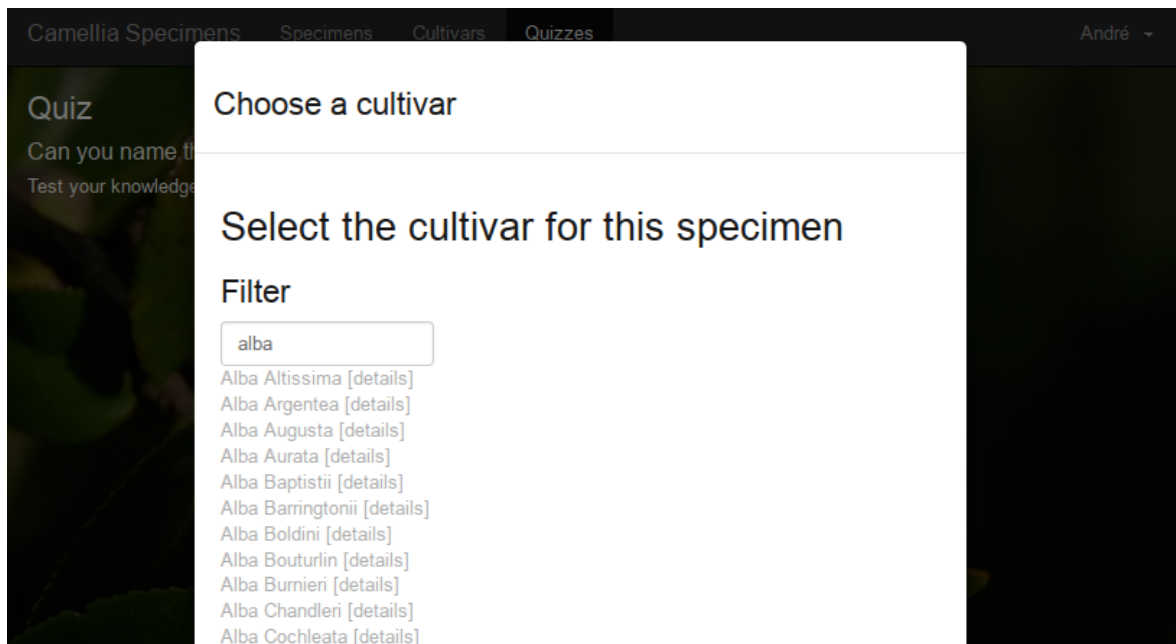 Camellia Specimens Specimens Cultivars Quizzes André
Choose a cultivar
Quiz
Can you name th
Test your knowledge
Select the cultivar for this specimen
Filter
alba
Alba Altissima [details]
Alba Argentea [details]
Alba Augusta [details]
Alba Aurata [details]
Alba Baptistii [details]
Alba Barringtonii [details]
Alba Boldini [details]
Alba Bouturlin [details]
Alba Burnieri [details]
Alba Chandleri [details]
Alba Cochleata [details]